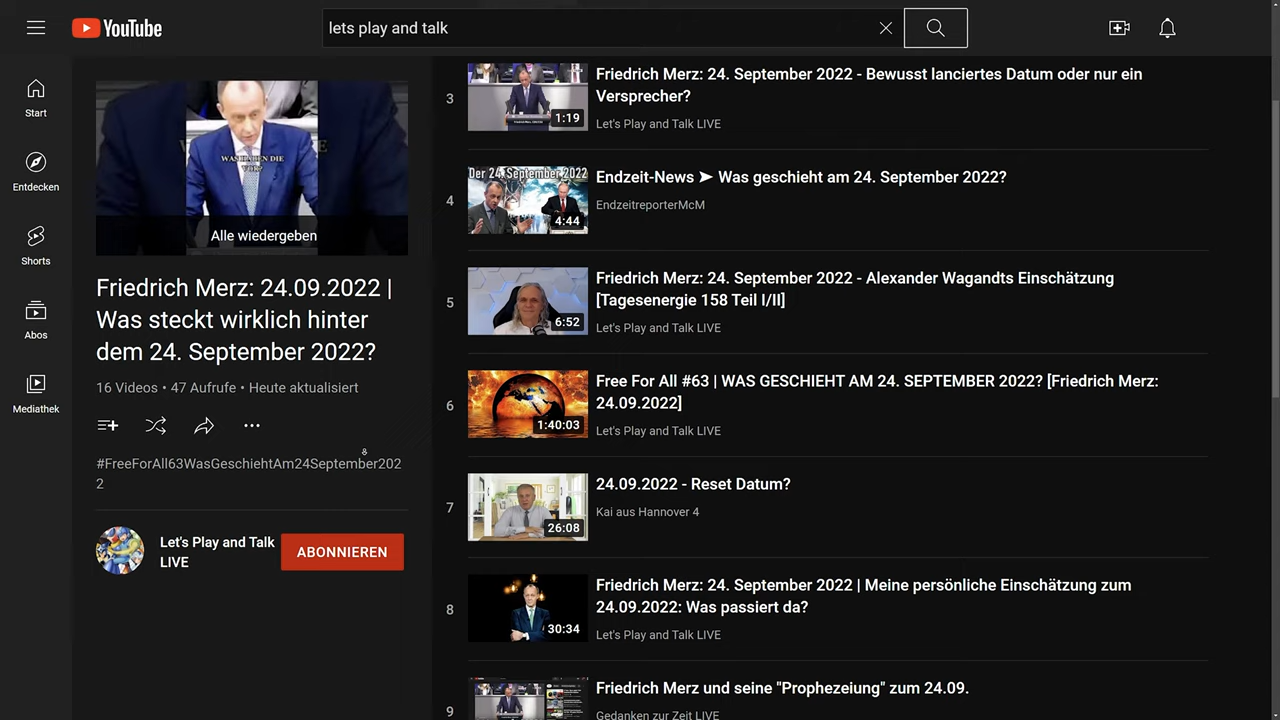 YouTube
lets play and talk
Start
Entdecken
Shorts
Abos
Mediathek
WAS HABEN DIE
VOR?
Alle wiedergeben
Friedrich Merz: 24.09.2022 |
Was steckt wirklich hinter
dem 24. September 2022?
16 Videos • 47 Aufrufe • Heute aktualisiert
#FreeForAll63WasGeschiehtAm24September202
2
Let's Play and Talk
LIVE
ABONNIEREN
3
1:19
Friedrich Merz: 24. September 2022 - Bewusst lanciertes Datum oder nur ein
Versprecher?
Let's Play and Talk LIVE
4
Der 24.September.2022
4:44
Endzeit-News ➤ Was geschieht am 24. September 2022?
EndzeitreporterMcM
5
6:52
Friedrich Merz: 24. September 2022 - Alexander Wagandts Einschätzung
[Tagesenergie 158 Teil I/II]
Let's Play and Talk LIVE
6
1:40:03
Free For All #63 | WAS GESCHIEHT AM 24. SEPTEMBER 2022? [Friedrich Merz:
24.09.2022]
Let's Play and Talk LIVE
7
26:08
24.09.2022 - Reset Datum?
Kai aus Hannover 4
8
30:34
Friedrich Merz: 24. September 2022 | Meine persönliche Einschätzung zum
24.09.2022: Was passiert da?
Let's Play and Talk LIVE
9
Friedrich Merz und seine "Prophezeiung" zum 24.09.
Gedanken zur Zeit LIVE